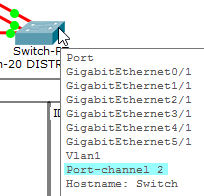 Switch-P
n-20 DISTR
Port
GigabitEthernet0/1
GigabitEthernet1/1
GigabitEthernet2/1
GigabitEthernet3/1
GigabitEthernet4/1
GigabitEthernet5/1
Vlan1
Port-channel 2
Hostname: Switch